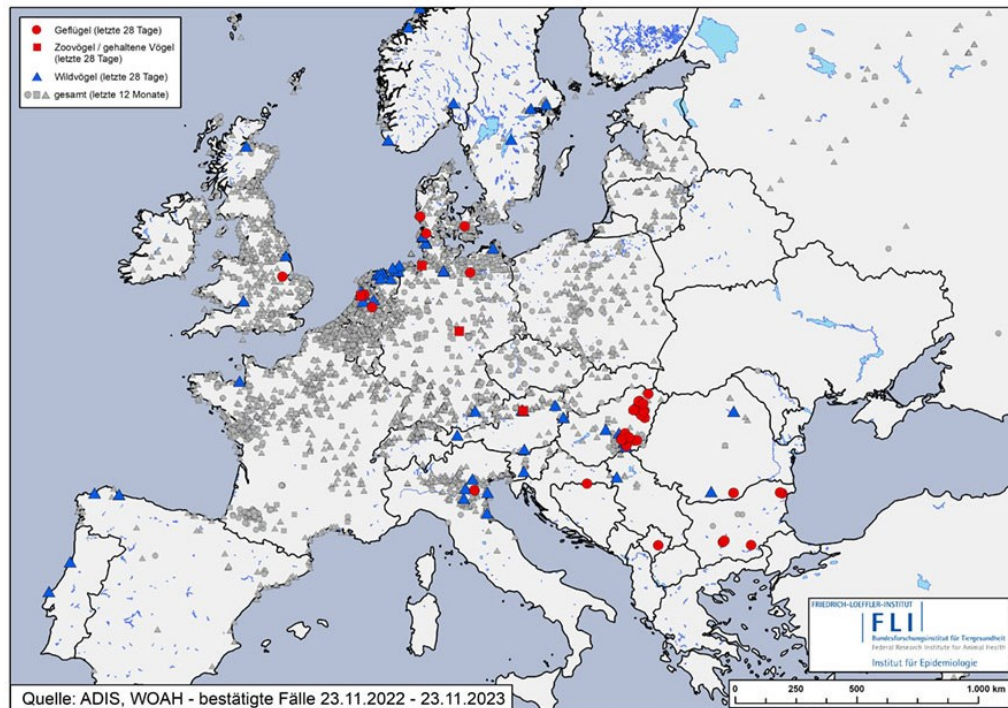 Geflügel (letzte 28 Tage)
Zoovögel / gehaltene Vögel
(letzte 28 Tage)
Wildvögel (letzte 28 Tage)
gesamt (letzte 12 Monate)
FRIEDRICH-LOEFFLER-INSTITUT
FLI
Bundesforschungsinstitut für Tiergesundheit
Federal Research Institute for Animal Health
Institut für Epidemiologie
Quelle: ADIS, WOAH - bestätigte Fälle 23.11.2022 - 23.11.2023
0 250 500 1.000 km